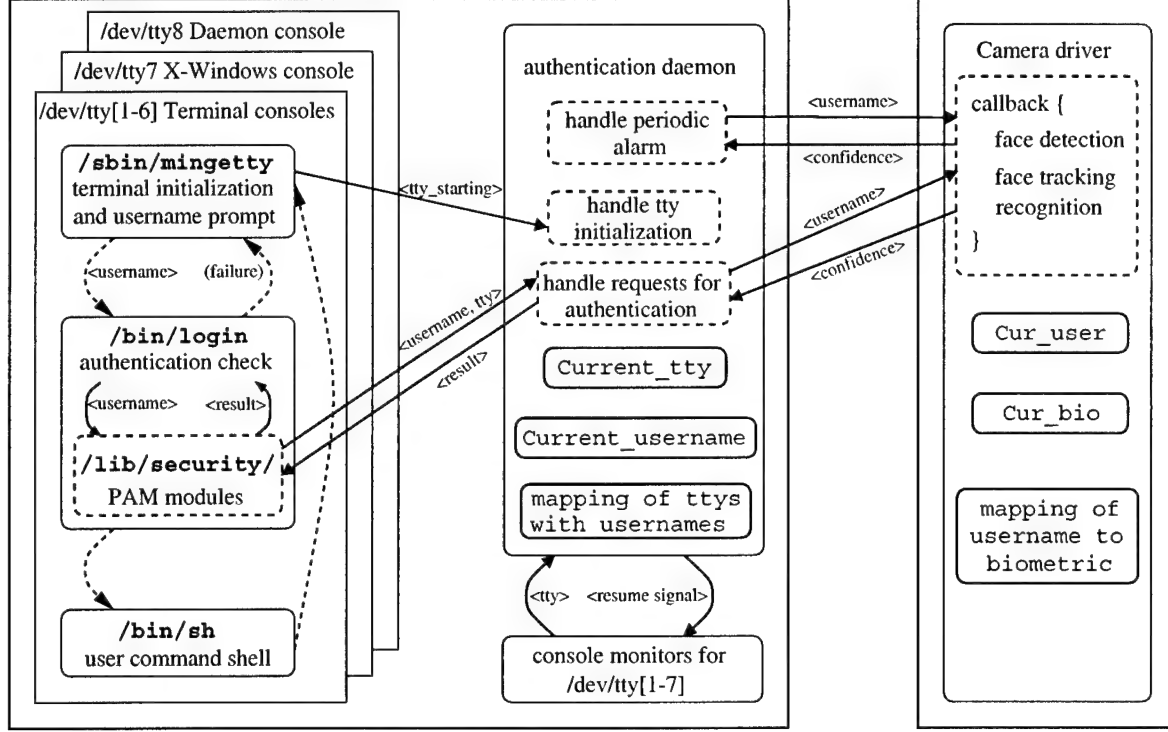 /dev/tty8 Daemon console
/dev/tty7 X-Windows console
/dev/tty[1-6] Terminal consoles
/sbin/mingetty
terminal initialization
and username prompt
<username>
(failure)
/bin/login
authentication check
<username>
<result>
/lib/security/
PAM modules
/bin/sh
user command shell
<tty_starting>
<username, tty>
<result>
authentication daemon
handle periodic
alarm
handle tty
initialization
handle requests for
authentication
Current_tty
Current_username
mapping of ttys
with usernames
<tty>
<resume signal>
console monitors for
/dev/tty[1-7]
<username>
<confidence>
<username>
<confidence>
Camera driver
callback {
face detection
face tracking
recognition
}
Cur_user
Cur_bio
mapping of
username to
biometric